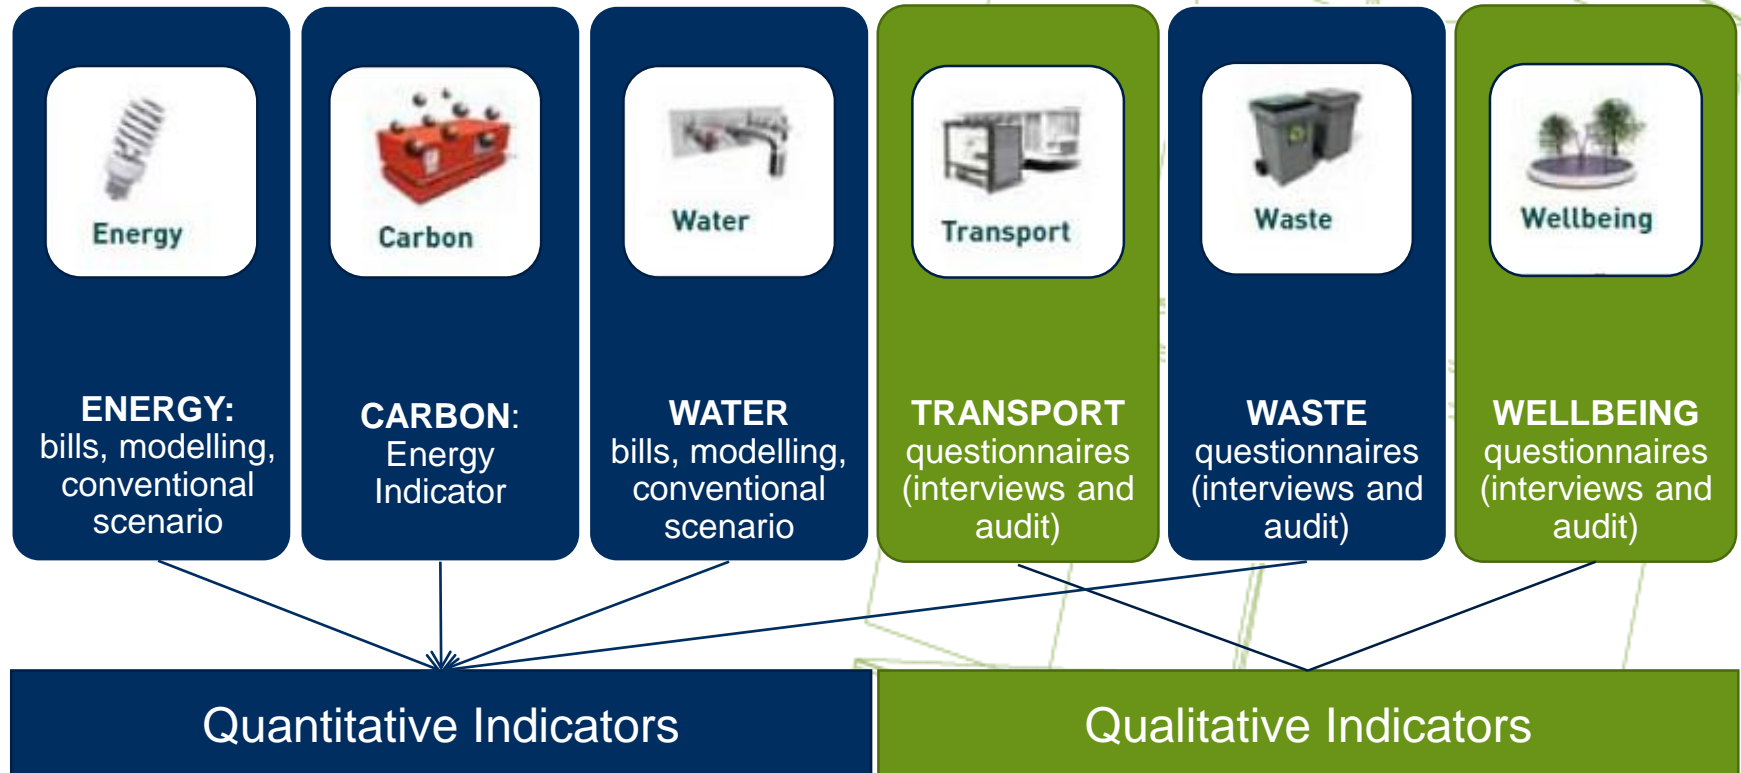 Energy
Carbon
Water
Transport
Waste
Wellbeing
ENERGY:
bills, modelling,
conventional
scenario
CARBON:
Energy
Indicator
WATER
bills, modelling,
conventional
scenario
TRANSPORT
questionnaires
(interviews and
audit)
WASTE
questionnaires
(interviews and
audit)
WELLBEING
questionnaires
(interviews and
audit)
Quantitative Indicators
Qualitative Indicators